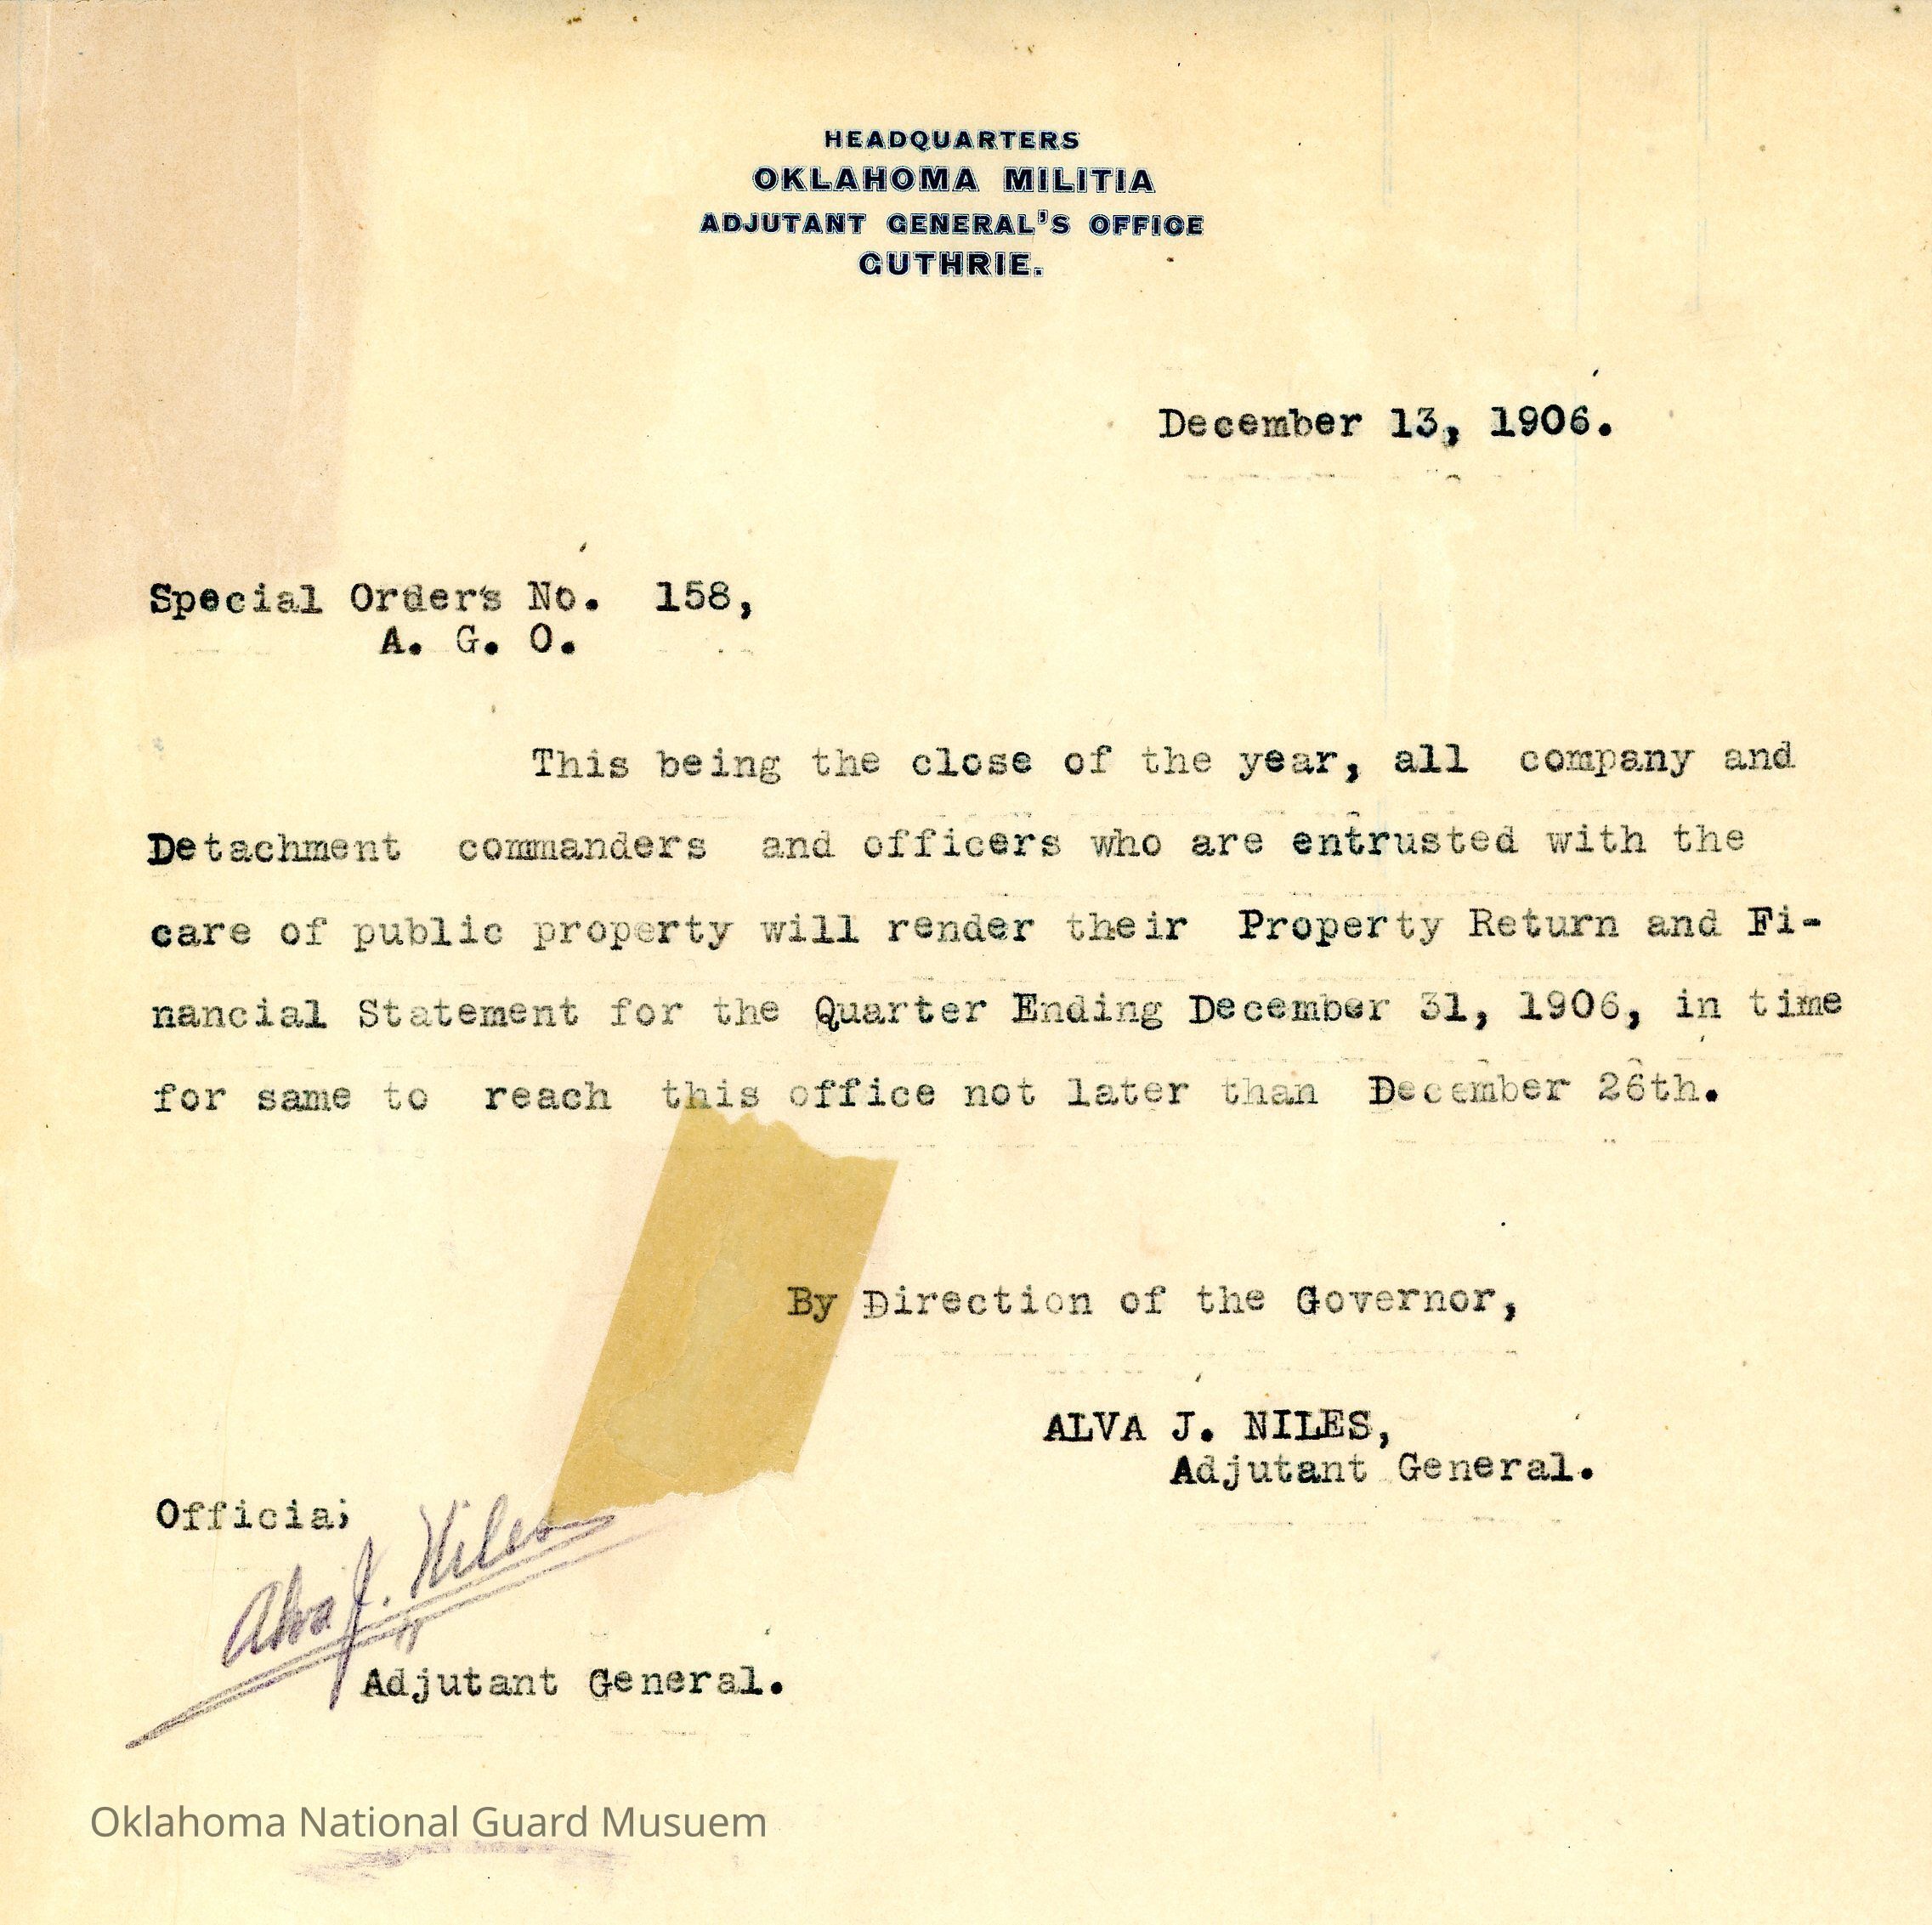 HEADQUARTERS
OKLAHOMA MILITIA
ADJUTANT GENERAL'S OFFICE
GUTHRIE.
December 13, 1906.
Special Orders No. 158,
A. G. O.
This being the close of the year, all company and
Detachment commanders and officers who are entrusted with the
care of public property will render their Property Return and Fi-
nancial Statement for the Quarter Ending December 31, 1906, in time
for same to reach this office not later than December 26th.
By Direction of the Governor,
ALVA J. NILES,
Adjutant General.
Officia;
Alva J. Niles
Adjutant General.
Oklahoma National Guard Musuem